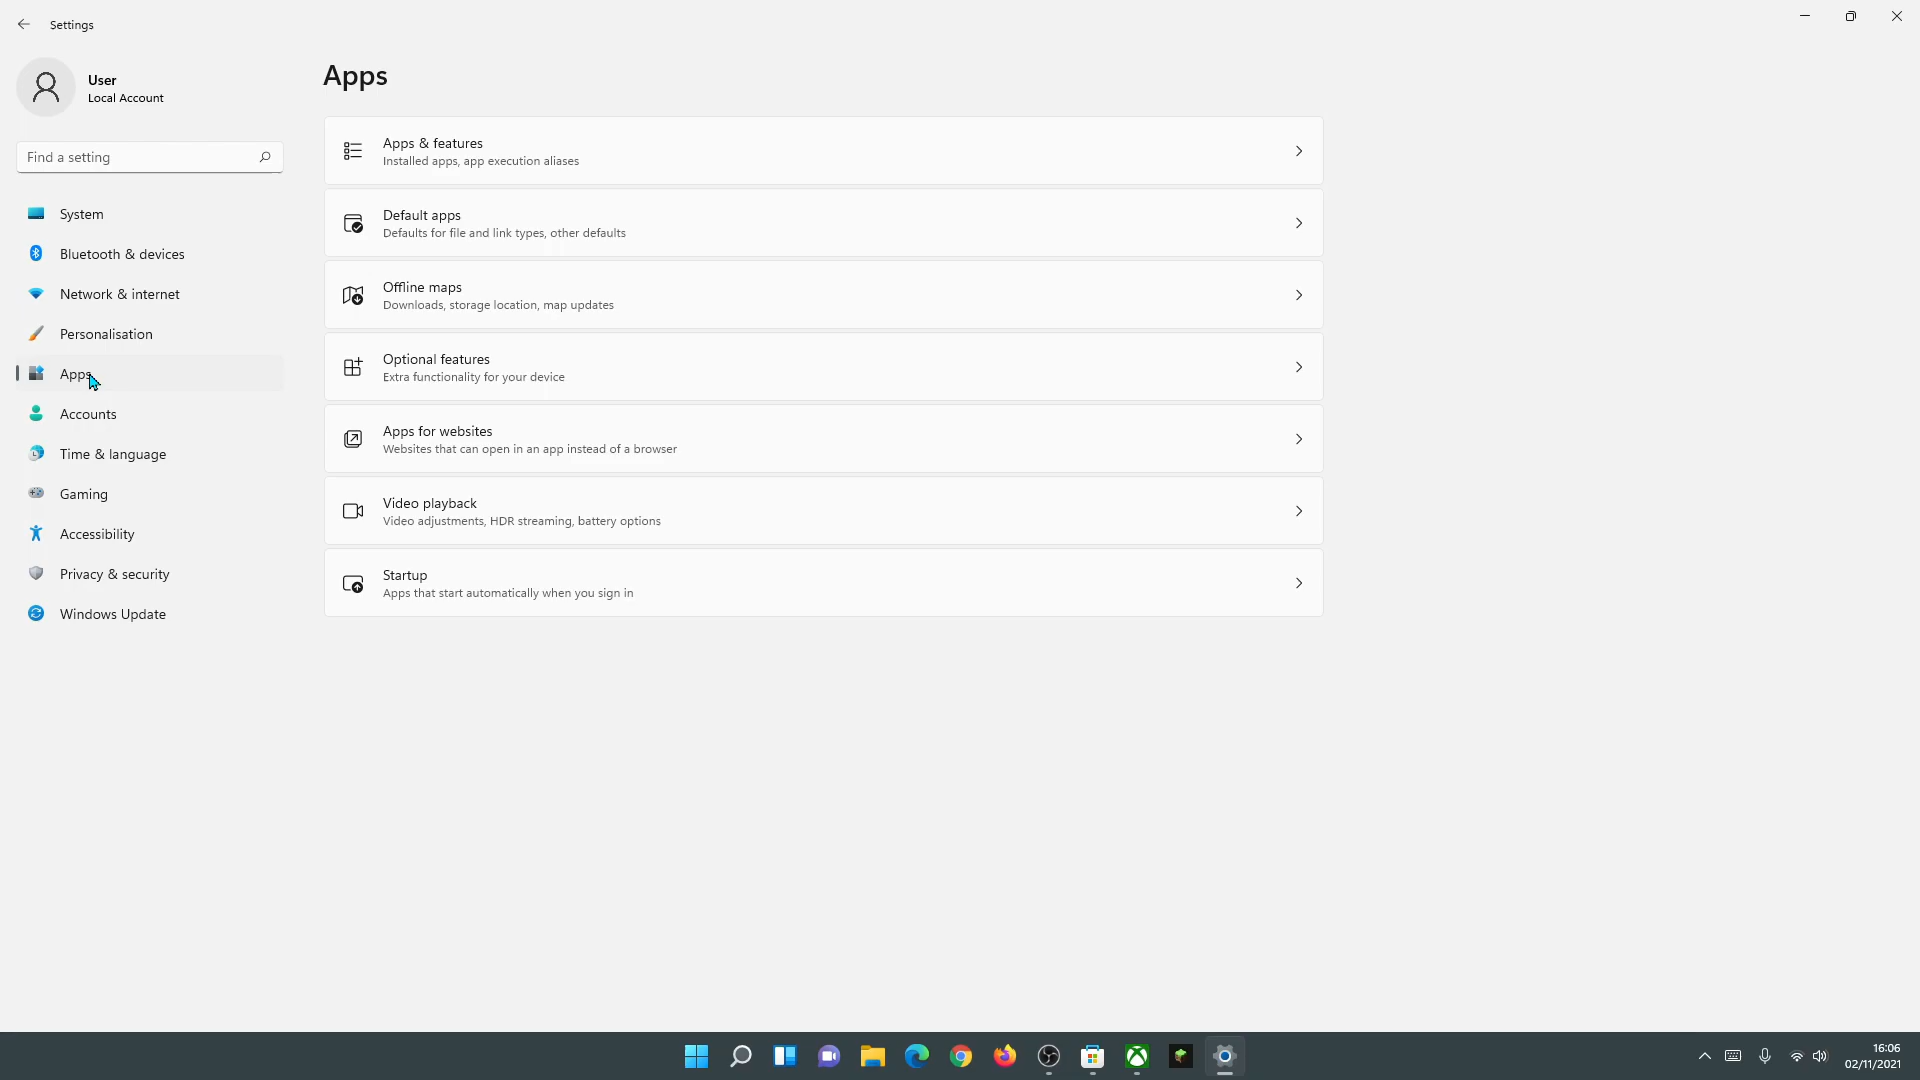 Settings
User
Local Account
Find a setting
System
Bluetooth & devices
Network & internet
Personalisation
Apps
Accounts
Time & language
Gaming
Accessibility
Privacy & security
Windows Update
Apps
Apps & features
Installed apps, app execution aliases
Default apps
Defaults for file and link types, other defaults
Offline maps
Downloads, storage location, map updates
Optional features
Extra functionality for your device
Apps for websites
Websites that can open in an app instead of a browser
Video playback
Video adjustments, HDR streaming, battery options
Startup
Apps that start automatically when you sign in
16:06
02/11/2021